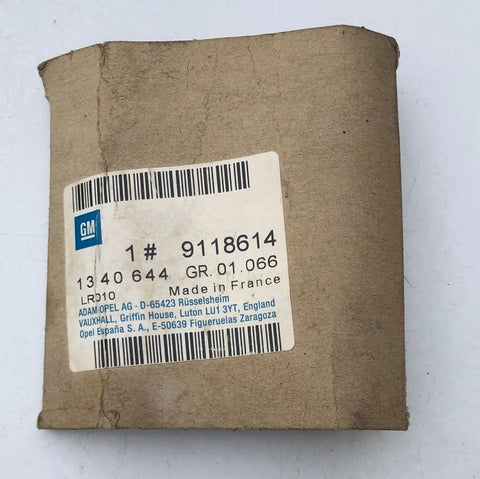 GM
1# 9118614
13 40 644 GR. 01.066
LR010 Made in France
ADAM OPEL AG · D-65423 Rüsselsheim
VAUXHALL, Griffin House, Luton LU1 3YT, England
Opel España S. A., E-50639 Figueruelas Zaragoza